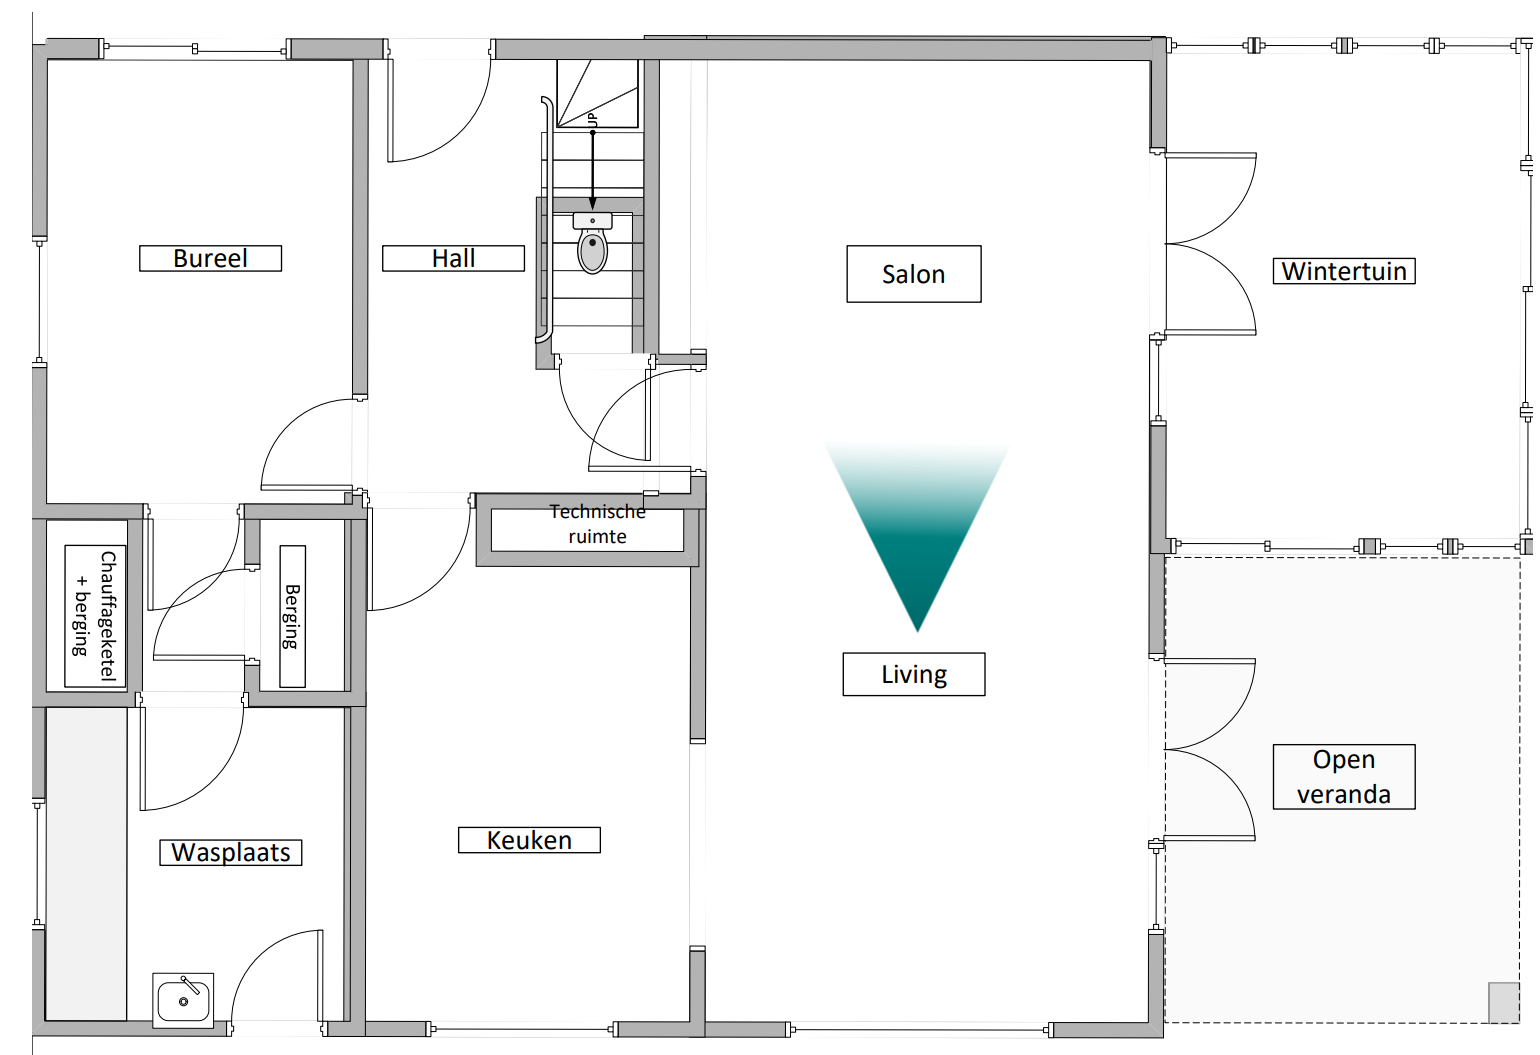 UP
Bureel
Hall
Salon
Wintertuin
Technische
ruimte
Chauffageketel
+ berging
Berging
Living
Open
veranda
Keuken
Wasplaats